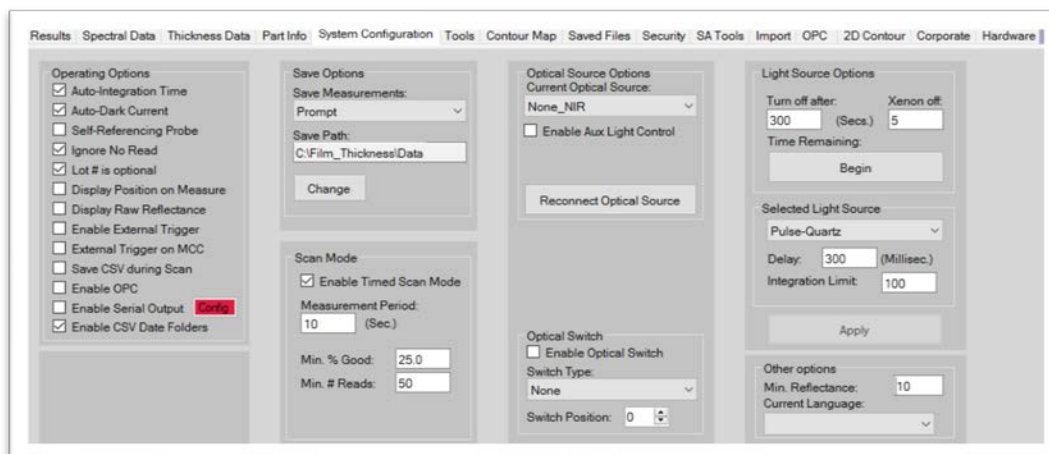 Results Spectral Data Thickness Data Part Info System Configuration Tools Contour Map Saved Files Security SA Tools Import OPC 2D Contour Corporate Hardware
Operating Options
Auto-Integration Time
Auto-Dark Current
Self-Referencing Probe
Ignore No Read
Lot # is optional
Display Position on Measure
Display Raw Reflectance
Enable External Trigger
External Trigger on MCC
Save CSV during Scan
Enable OPC
Enable Serial Output Config
Enable CSV Date Folders
Save Options
Save Measurements:
Prompt
Save Path:
C:\Film_Thickness\Data
Change
Scan Mode
Enable Timed Scan Mode
Measurement Period:
10 (Sec.)
Min. % Good: 25.0
Min. # Reads: 50
Optical Source Options
Current Optical Source:
None_NIR
Enable Aux Light Control
Reconnect Optical Source
Optical Switch
Enable Optical Switch
Switch Type:
None
Switch Position: 0
Light Source Options
Turn off after: Xenon off:
300 (Secs.) 5
Time Remaining:
Begin
Selected Light Source
Pulse-Quartz
Delay: 300 (Millisec.)
Integration Limit: 100
Apply
Other options
Min. Reflectance: 10
Current Language: